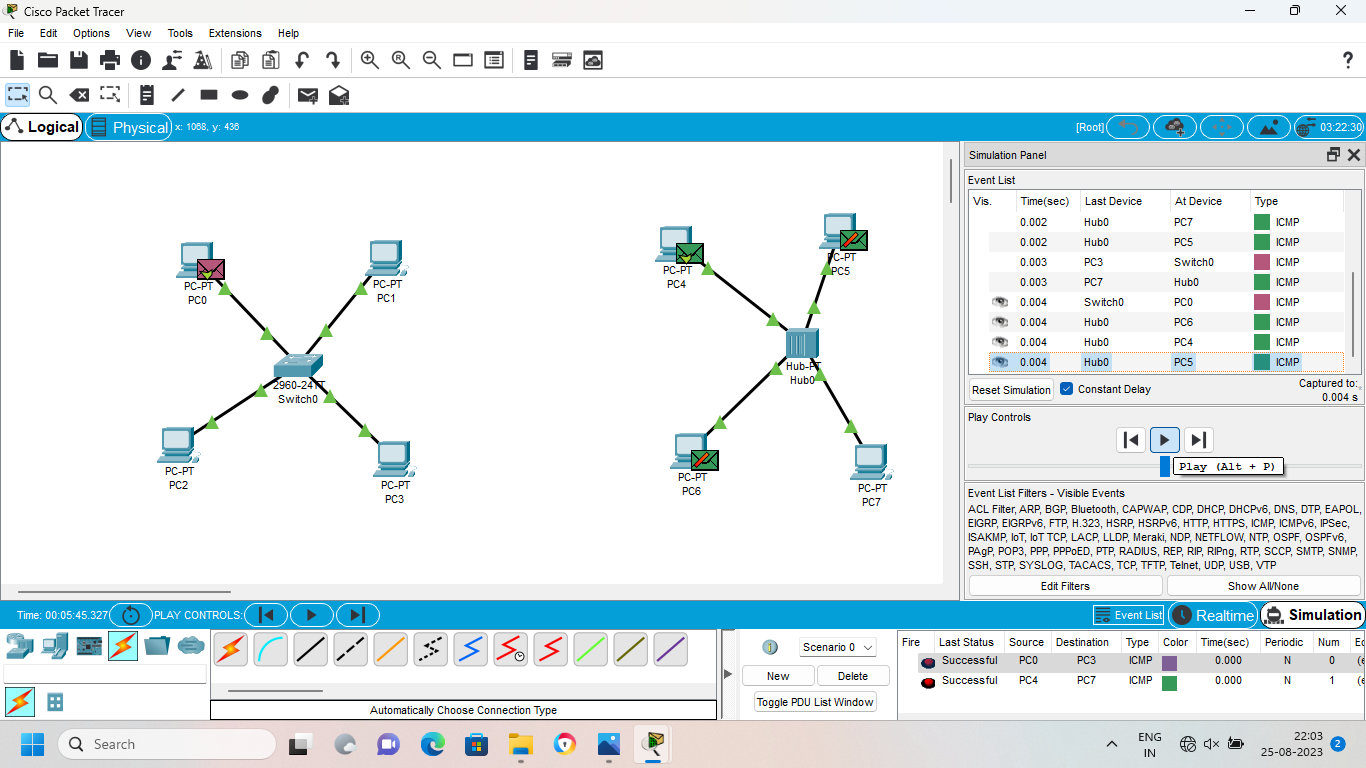 Cisco Packet Tracer
File Edit Options View Tools Extensions Help
Logical Physical x: 1068, y: 436 [Root] 03:22:30
PC-PT
PC0
PC-PT
PC1
2960-24TT
Switch0
PC-PT
PC2
PC-PT
PC3
PC-PT
PC4
PC-PT
PC5
Hub-PT
Hub0
PC-PT
PC6
PC-PT
PC7
Simulation Panel
Event List
Vis. Time(sec) Last Device At Device Type
0.002 Hub0 PC7 ICMP
0.002 Hub0 PC5 ICMP
0.003 PC3 Switch0 ICMP
0.003 PC7 Hub0 ICMP
0.004 Switch0 PC0 ICMP
0.004 Hub0 PC6 ICMP
0.004 Hub0 PC4 ICMP
0.004 Hub0 PC5 ICMP
Reset Simulation Constant Delay Captured to:
0.004 s
Play Controls
Play (Alt + P)
Event List Filters - Visible Events
ACL Filter, ARP, BGP, Bluetooth, CAPWAP, CDP, DHCP, DHCPv6, DNS, DTP, EAPOL,
EIGRP, EIGRPv6, FTP, H.323, HSRP, HSRPv6, HTTP, HTTPS, ICMP, ICMPv6, IPSec,
ISAKMP, IoT, IoT TCP, LACP, LLDP, Meraki, NDP, NETFLOW, NTP, OSPF, OSPFv6,
PAgP, POP3, PPP, PPPoED, PTP, RADIUS, REP, RIP, RIPng, RTP, SCCP, SMTP, SNMP,
SSH, STP, SYSLOG, TACACS, TCP, TFTP, Telnet, UDP, USB, VTP
Edit Filters Show All/None
Time: 00:05:45.327 PLAY CONTROLS: Event List Realtime Simulation
Automatically Choose Connection Type
Scenario 0
New Delete
Toggle PDU List Window
Fire Last Status Source Destination Type Color Time(sec) Periodic Num
Successful PC0 PC3 ICMP 0.000 N 0
Successful PC4 PC7 ICMP 0.000 N 1
Search
ENG
IN
22:03
25-08-2023
2